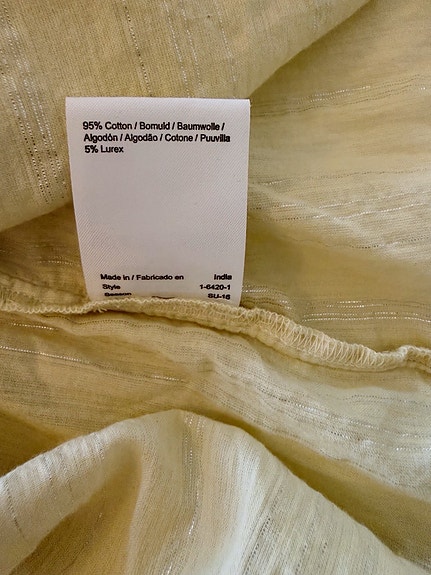 95% Cotton / Bomuld / Baumwolle /
Algodòn / Algodão / Cotone / Puuvilla
5% Lurex
Made in / Fabricado en India
Style 1-6420-1
Season SU-16